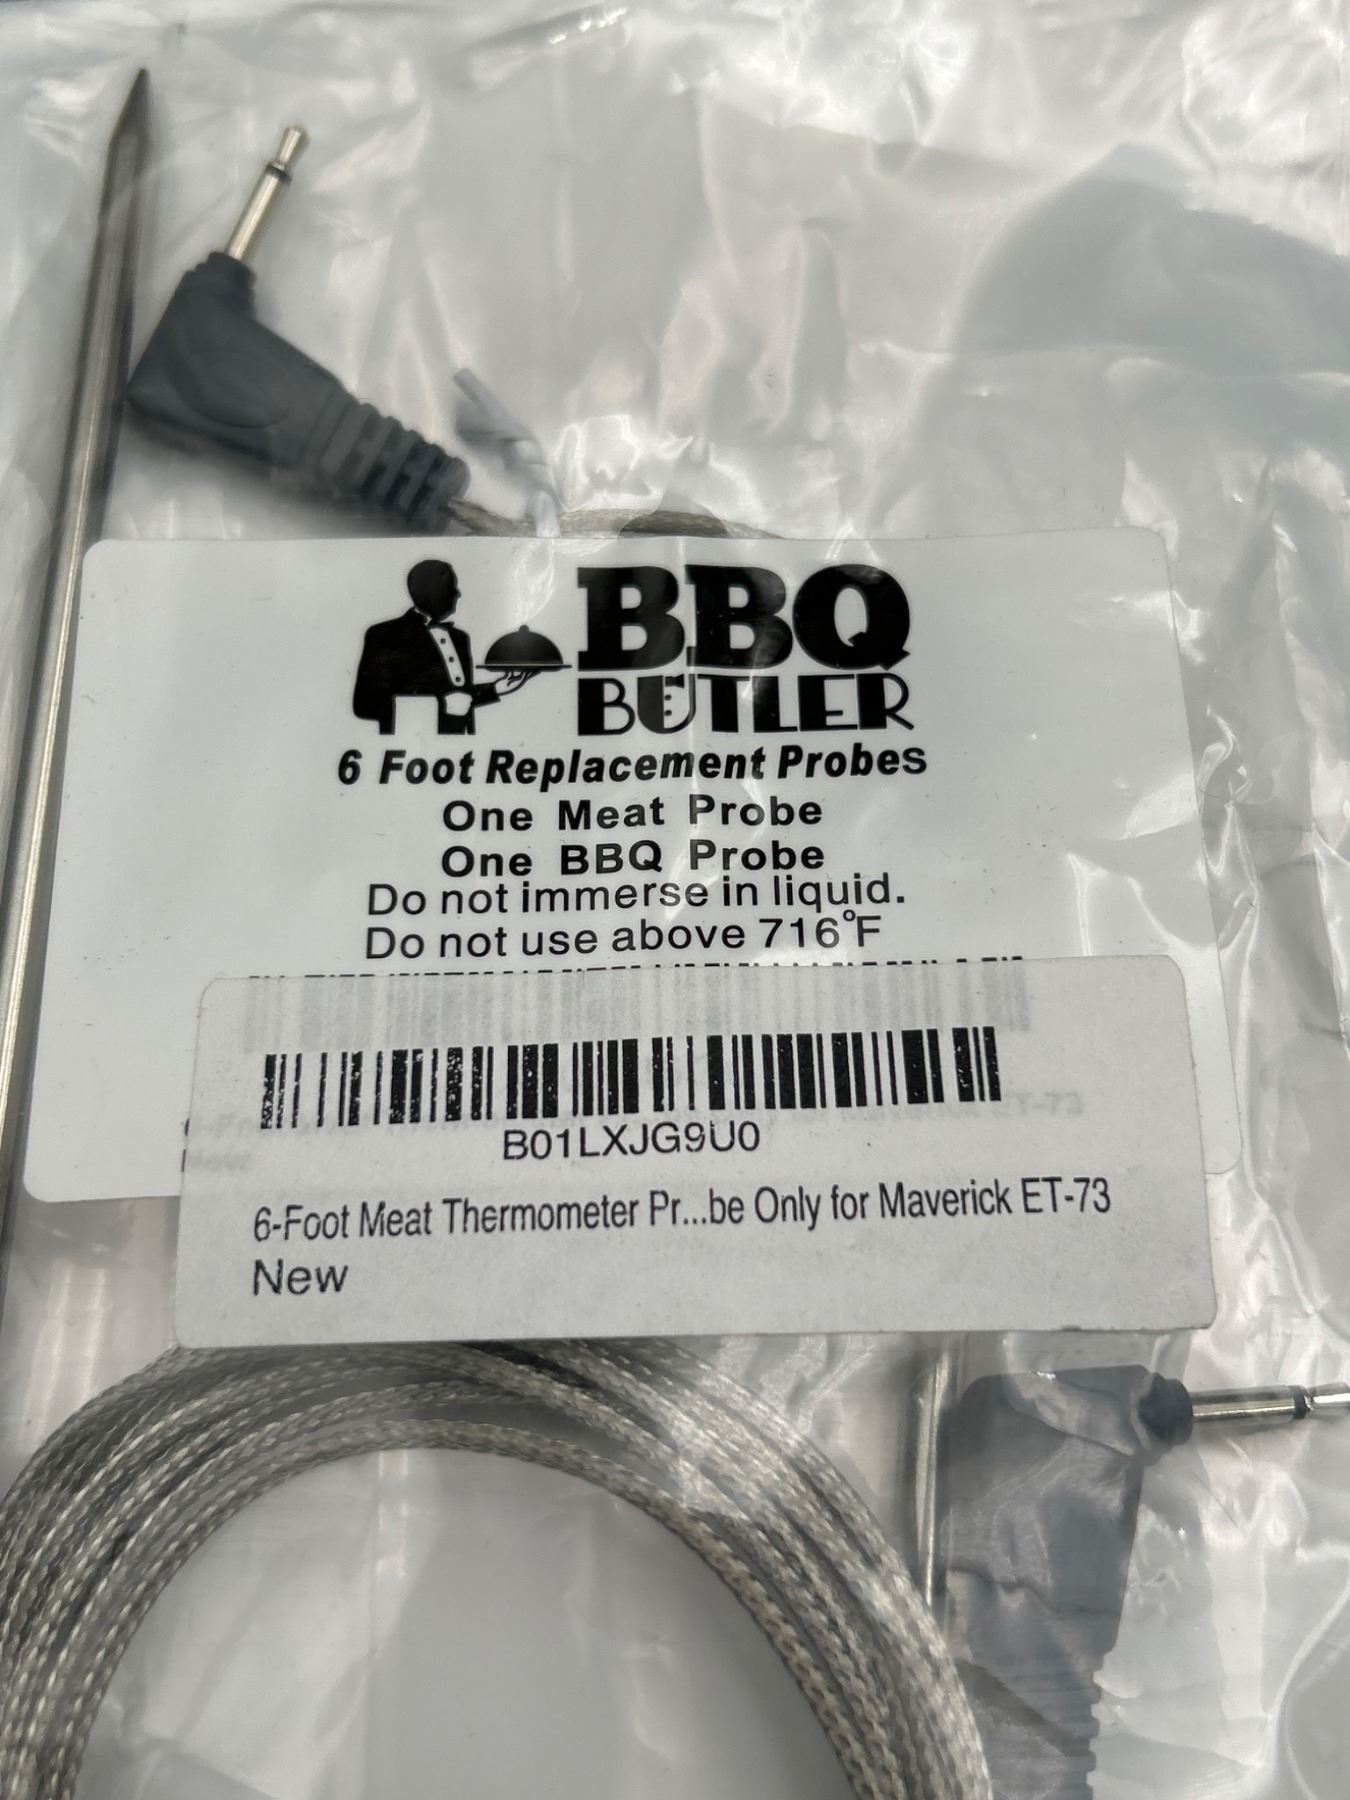 BBQ
BUTLER
6 Foot Replacement Probes
One Meat Probe
One BBQ Probe
Do not immerse in liquid.
Do not use above 716°F
B01LXJG9U0
6-Foot Meat Thermometer Pr...be Only for Maverick ET-73
New